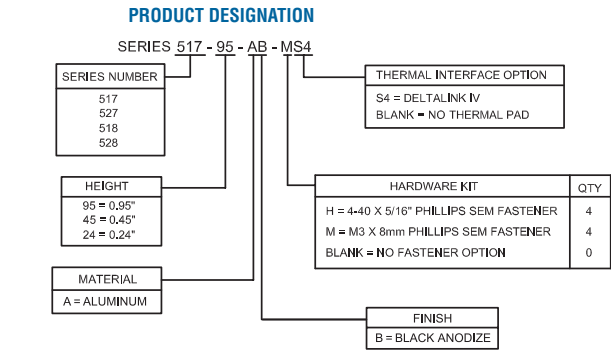 PRODUCT DESIGNATION
SERIES 517 - 95 - AB - MS4
SERIES NUMBER
517
527
518
528
THERMAL INTERFACE OPTION
S4 = DELTALINK IV
BLANK = NO THERMAL PAD
HEIGHT
95 = 0.95"
45 = 0.45"
24 = 0.24"
HARDWARE KIT QTY
H = 4-40 X 5/16" PHILLIPS SEM FASTENER 4
M = M3 X 8mm PHILLIPS SEM FASTENER 4
BLANK = NO FASTENER OPTION 0
MATERIAL
A = ALUMINUM
FINISH
B = BLACK ANODIZE